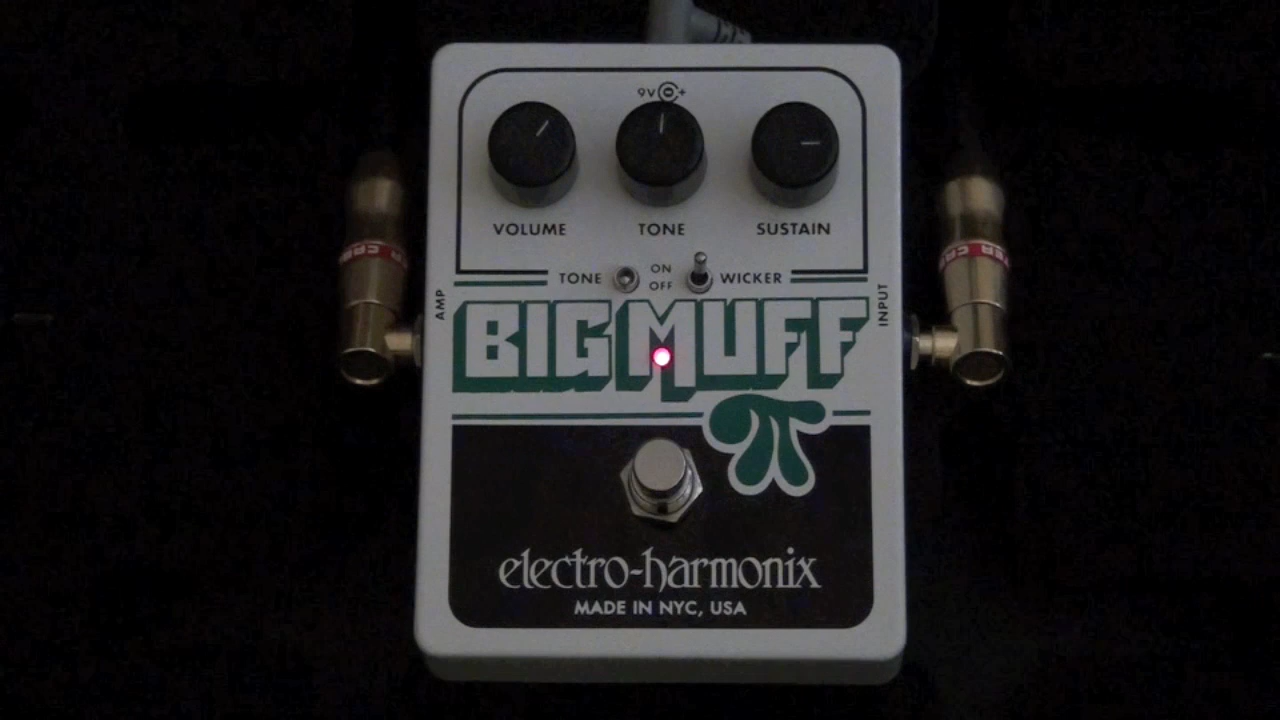 9V +
VOLUME TONE SUSTAIN
TONE ON OFF WICKER
AMP
INPUT
BIG MUFF
π
electro-harmonix
MADE IN NYC, USA